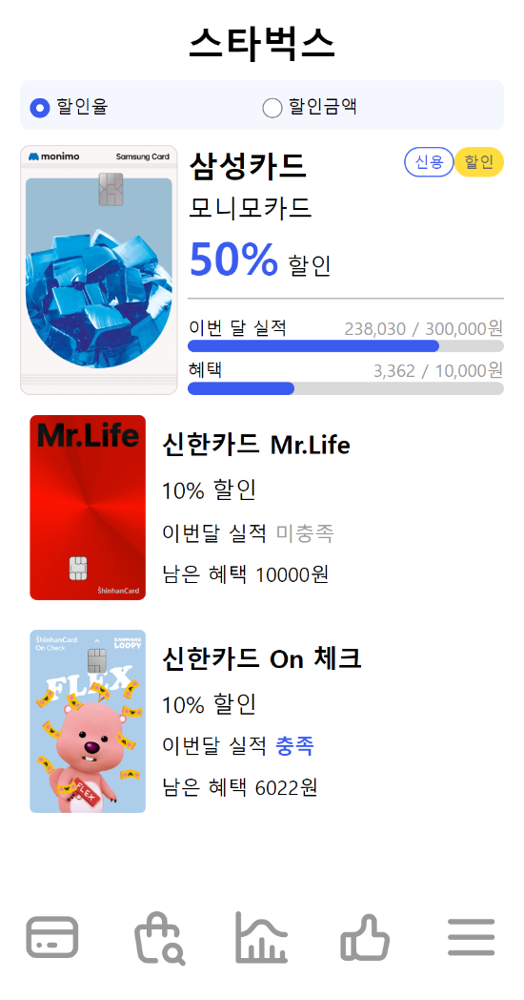 스타벅스
할인율 할인금액
monimo Samsung Card
삼성카드 신용 할인
모니모카드
50% 할인
이번 달 실적 238,030 / 300,000원
혜택 3,362 / 10,000원
Mr.Life
ShinhanCard
신한카드 Mr.Life
10% 할인
이번달 실적 미충족
남은 혜택 10000원
ShinhanCard
On Check
ZANMANG
LOOPY
FLEX
FLEX
신한카드 On 체크
10% 할인
이번달 실적 충족
남은 혜택 6022원